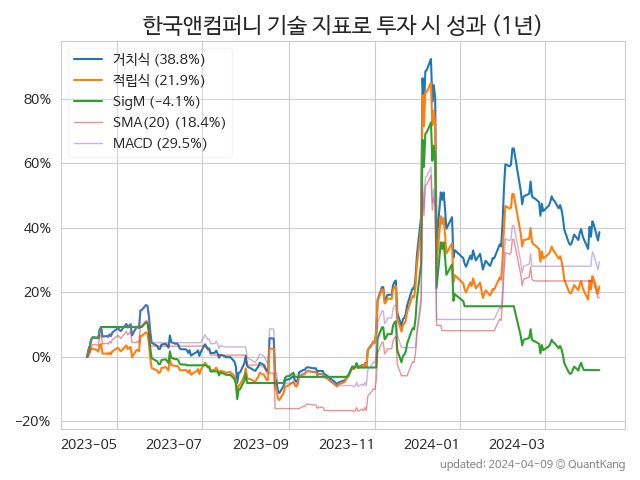 한국앤컴퍼니 기술 지표로 투자 시 성과 (1년)
거치식 (38.8%)
적립식 (21.9%)
SigM (−4.1%)
SMA(20) (18.4%)
MACD (29.5%)
80%
60%
40%
20%
0%
−20%
2023-05 2023-07 2023-09 2023-11 2024-01 2024-03
updated: 2024-04-09 © QuantKang